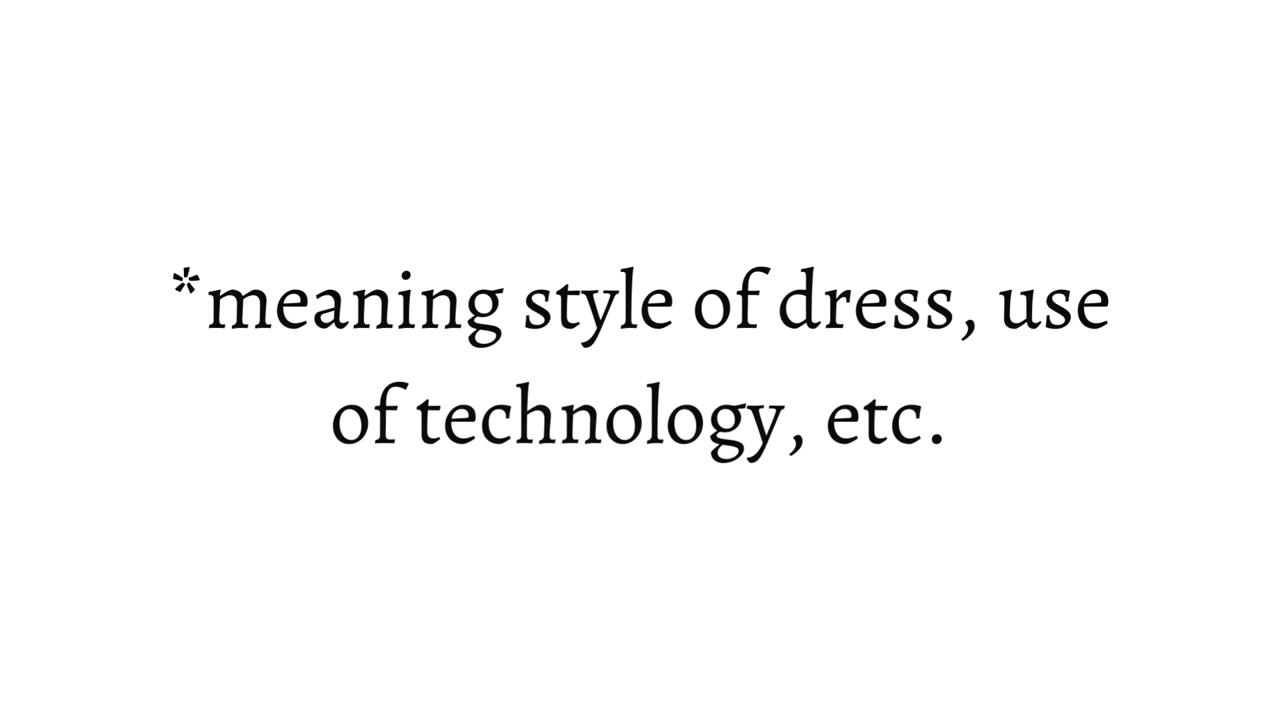 *meaning style of dress, use
of technology, etc.